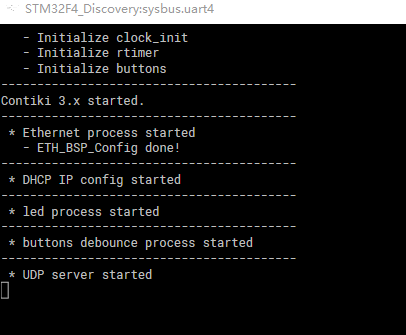 STM32F4_Discovery:sysbus.uart4
- Initialize clock_init
- Initialize rtimer
- Initialize buttons
----------------------------------------
Contiki 3.x started.
----------------------------------------
* Ethernet process started
- ETH_BSP_Config done!
----------------------------------------
* DHCP IP config started
----------------------------------------
* led process started
----------------------------------------
* buttons debounce process started
----------------------------------------
* UDP server started